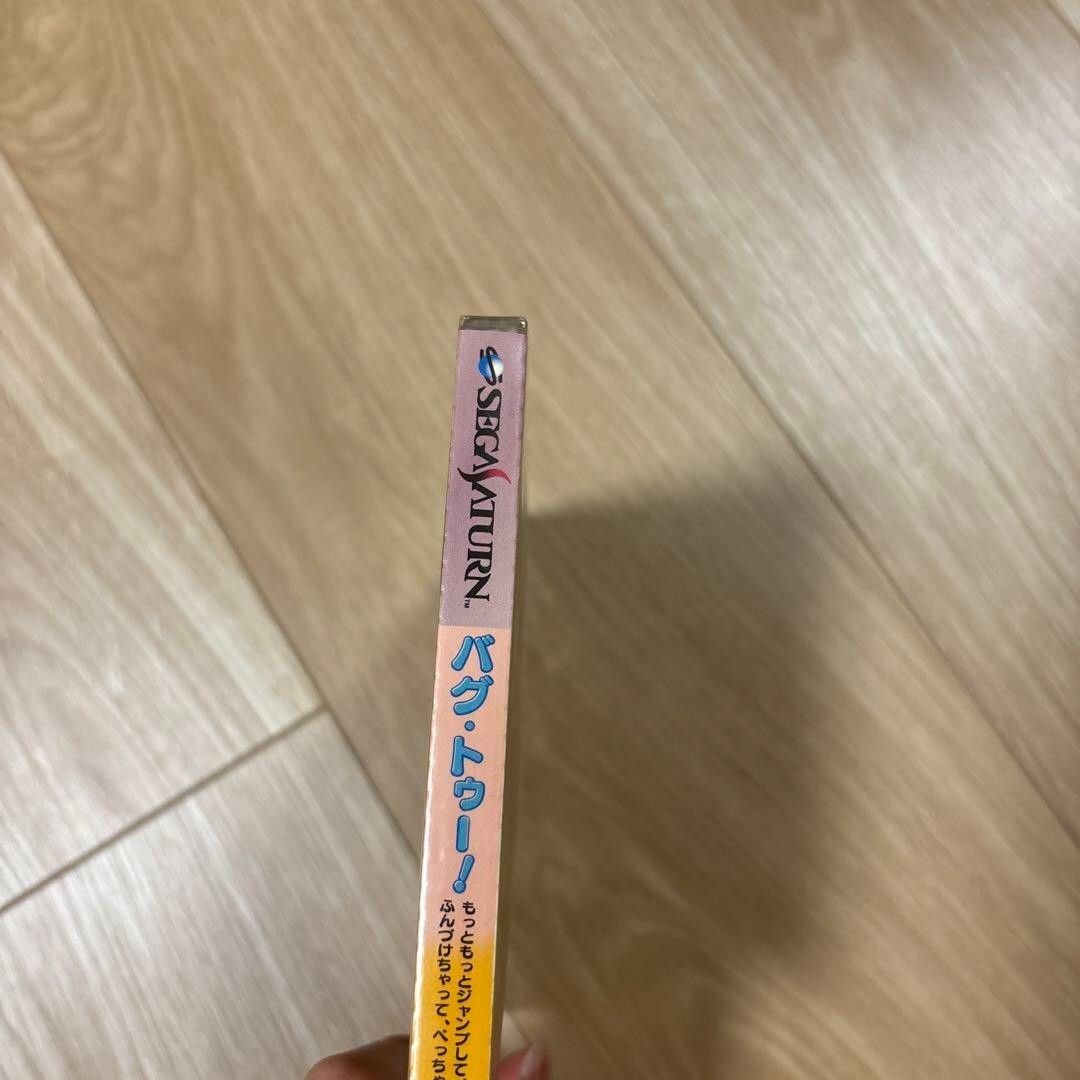 SEGA SATURN™
バグ・トゥー!
もっともっとジャンプして、
ふんづけちゃって、ぺっちゃ